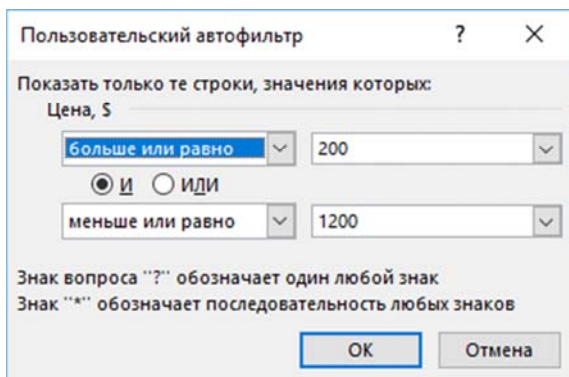 Пользовательский автофильтр ? ×
Показать только те строки, значения которых:
Цена, $
больше или равно 200
И ИЛИ
меньше или равно 1200
Знак вопроса "?" обозначает один любой знак
Знак "*" обозначает последовательность любых знаков
ОК Отмена